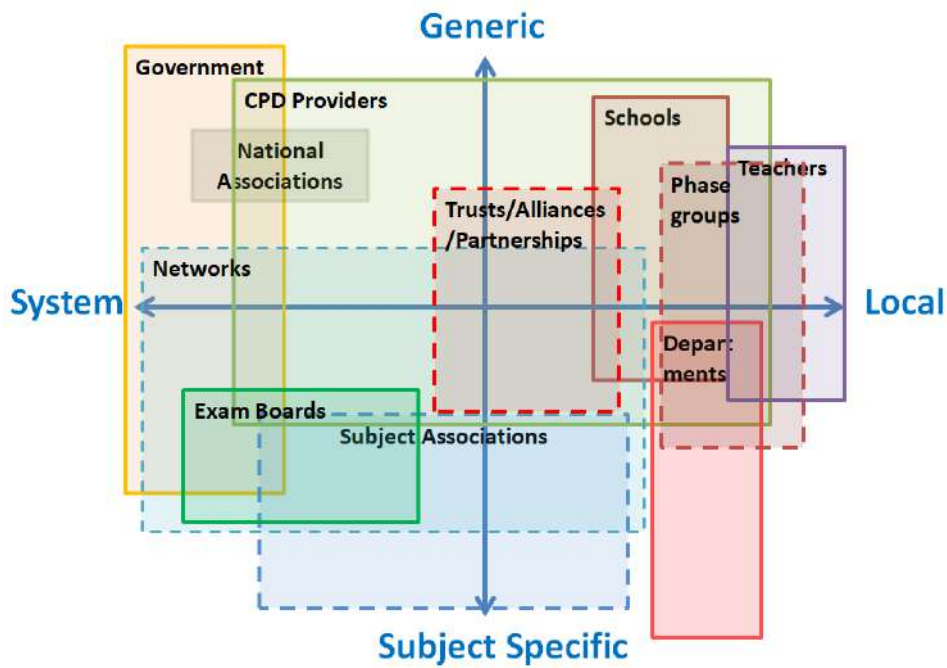 Generic
Government
CPD Providers
Schools
National
Associations
Teachers
Phase
groups
Trusts/Alliances
/Partnerships
Networks
System
Local
Depart
ments
Exam Boards
Subject Associations
Subject Specific